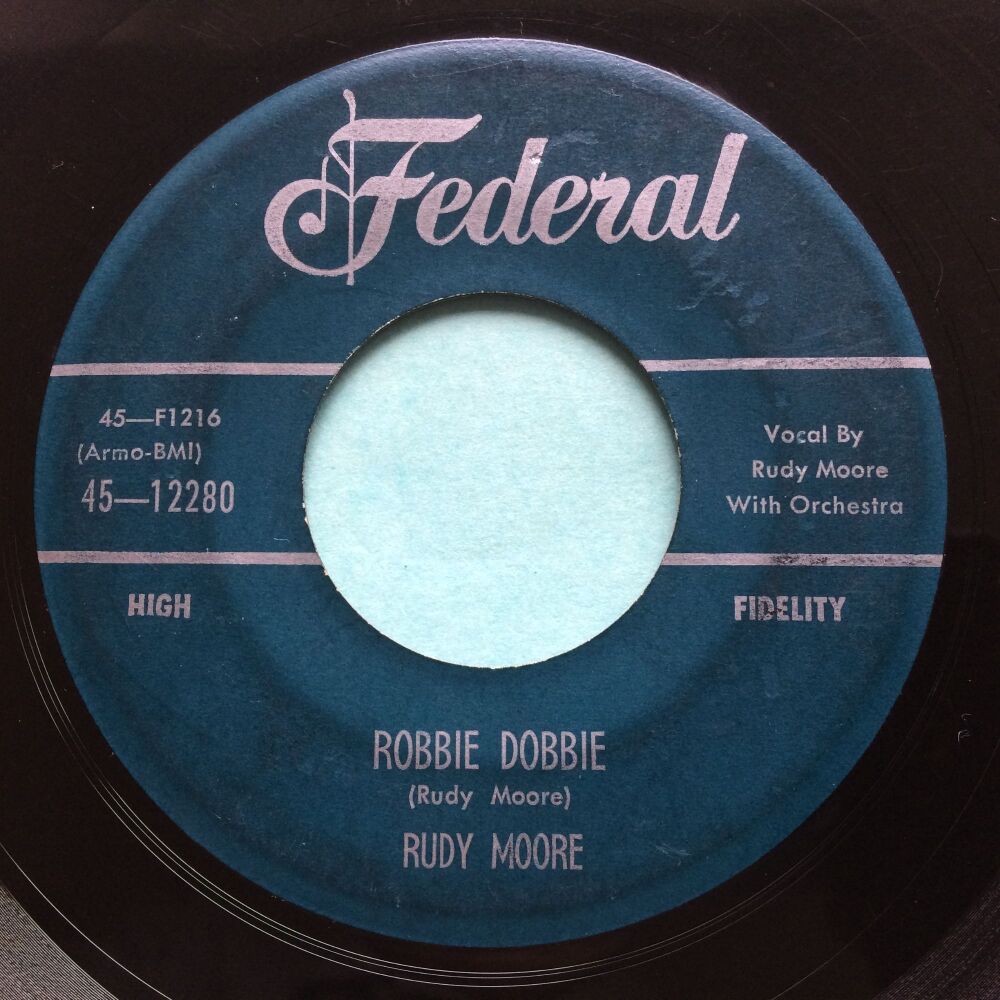 Federal
45—F1216
(Armo-BMI)
45—12280
Vocal By
Rudy Moore
With Orchestra
HIGH
FIDELITY
ROBBIE DOBBIE
(Rudy Moore)
RUDY MOORE